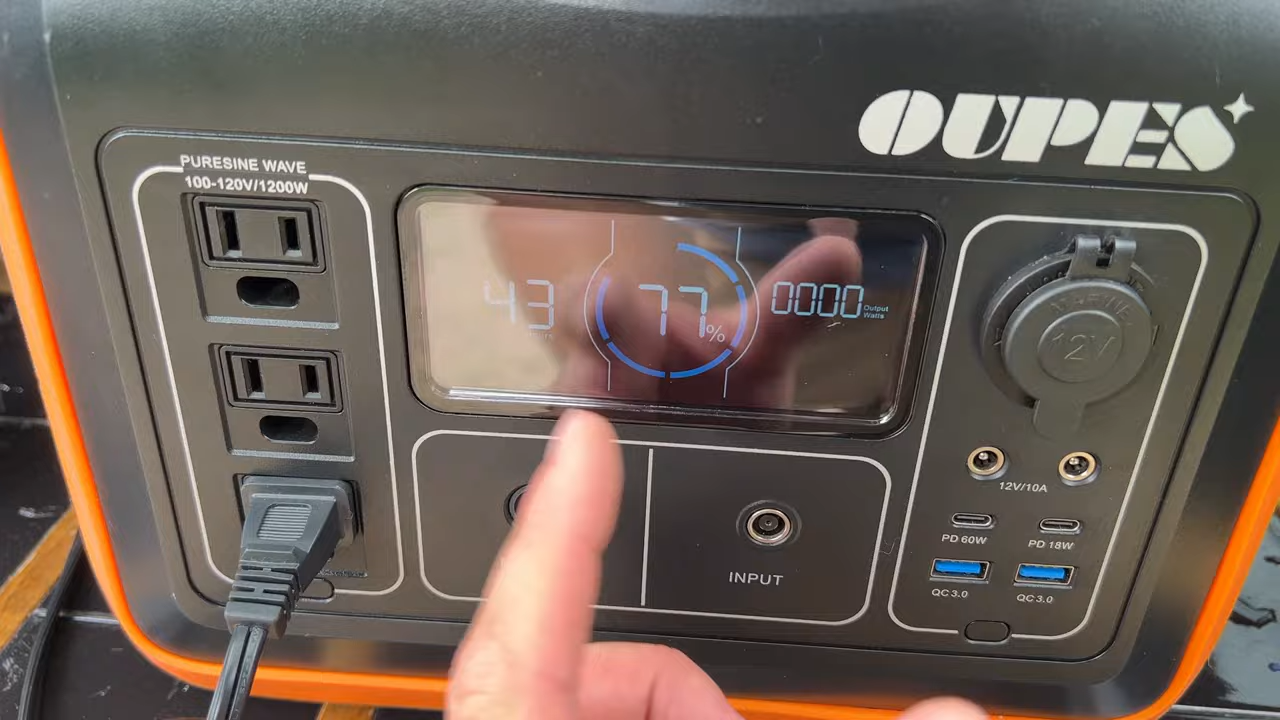 OUPES
PURESINE WAVE
100-120V/1200W
43
77%
0000 Output Watts
12V
12V/10A
PD 60W
PD 18W
QC 3.0
QC 3.0
INPUT